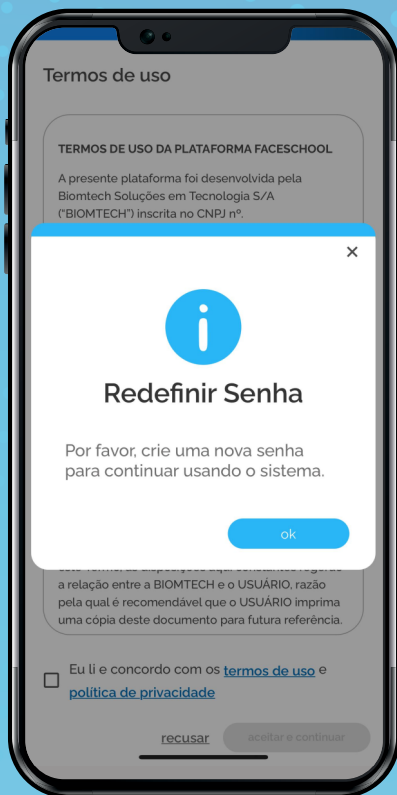 Termos de uso
TERMOS DE USO DA PLATAFORMA FACESCHOOL
A presente plataforma foi desenvolvida pela
Biomtech Soluções em Tecnologia S/A
("BIOMTECH") inscrita no CNPJ nº.
Redefinir Senha
Por favor, crie uma nova senha
para continuar usando o sistema.
ok
a relação entre a BIOMTECH e o USUÁRIO, razão
pela qual é recomendável que o USUÁRIO imprima
uma cópia deste documento para futura referência.
Eu li e concordo com os termos de uso e
política de privacidade
recusar aceitar e continuar